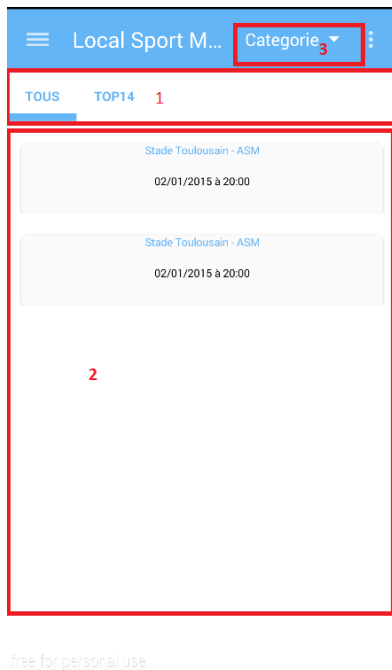 Local Sport M... Categorie
3
TOUS TOP14 1
Stade Toulousain - ASM
02/01/2015 à 20:00
Stade Toulousain - ASM
02/01/2015 à 20:00
2
free for personal use